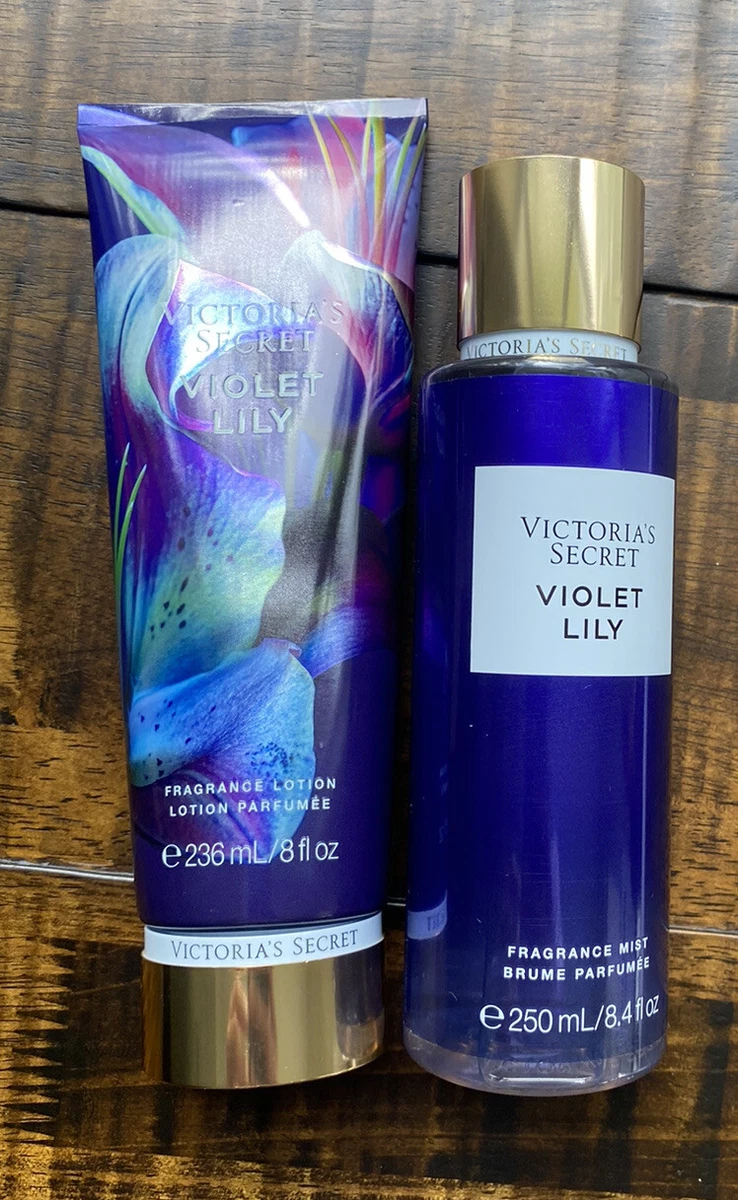 VICTORIA'S
SECRET
VIOLET
LILY
FRAGRANCE LOTION
LOTION PARFUMÉE
e 236 mL/8 fl oz
VICTORIA'S SECRET
VICTORIA'S SECRET
VICTORIA'S
SECRET
VIOLET
LILY
FRAGRANCE MIST
BRUME PARFUMÉE
e 250 mL/8.4 fl oz